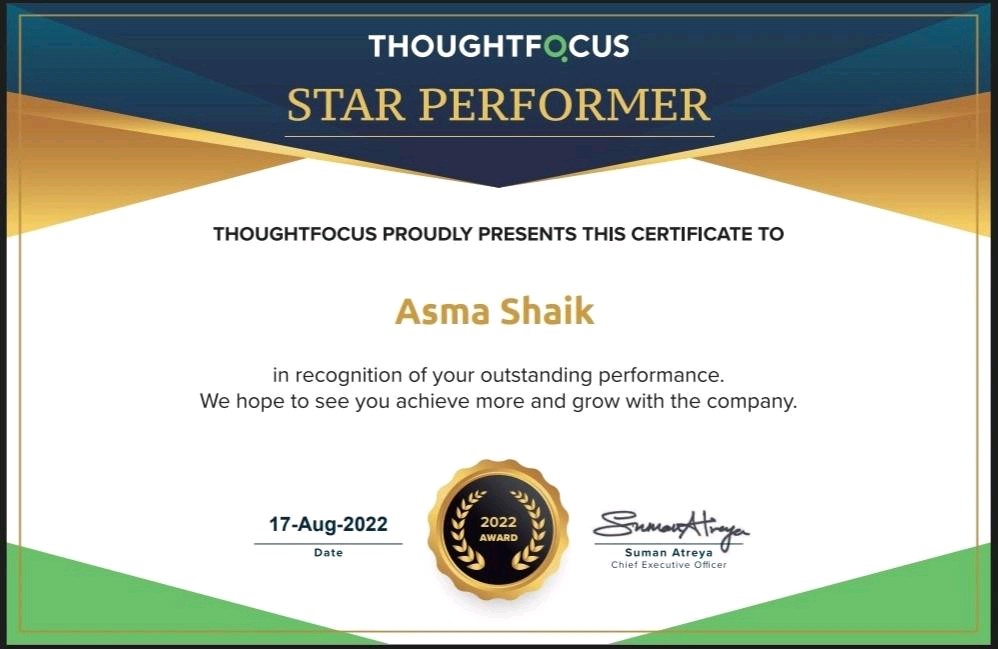 THOUGHTFOCUS
STAR PERFORMER
THOUGHTFOCUS PROUDLY PRESENTS THIS CERTIFICATE TO
Asma Shaik
in recognition of your outstanding performance.
We hope to see you achieve more and grow with the company.
17-Aug-2022
Date
2022
AWARD
Suman Atreya
Suman Atreya
Chief Executive Officer